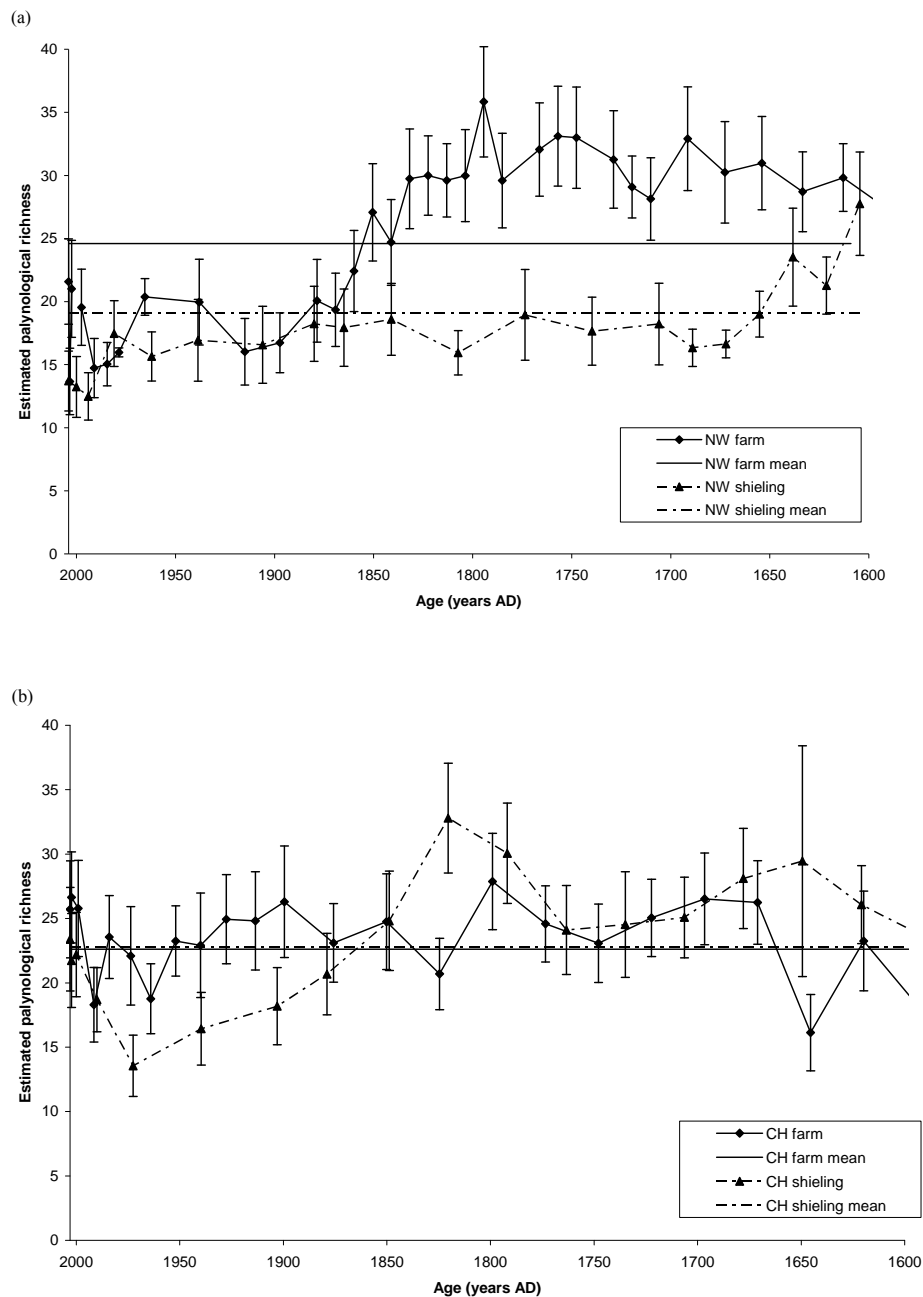 (a)
40
35
30
25
20
15
10
5
0
Estimated palynological richness
2000 1950 1900 1850 1800 1750 1700 1650 1600
Age (years AD)
NW farm
NW farm mean
NW shieling
NW shieling mean
(b)
40
35
30
25
20
15
10
5
0
Estimated palynological richness
2000 1950 1900 1850 1800 1750 1700 1650 1600
Age (years AD)
CH farm
CH farm mean
CH shieling
CH shieling mean